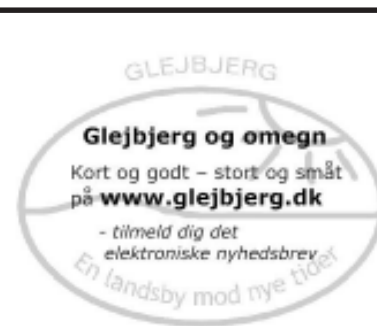 GLEJBJERG
Glejbjerg og omegn
Kort og godt – stort og småt
på www.glejbjerg.dk
- tilmeld dig det
elektroniske nyhedsbrev
En landsby mod nye tider